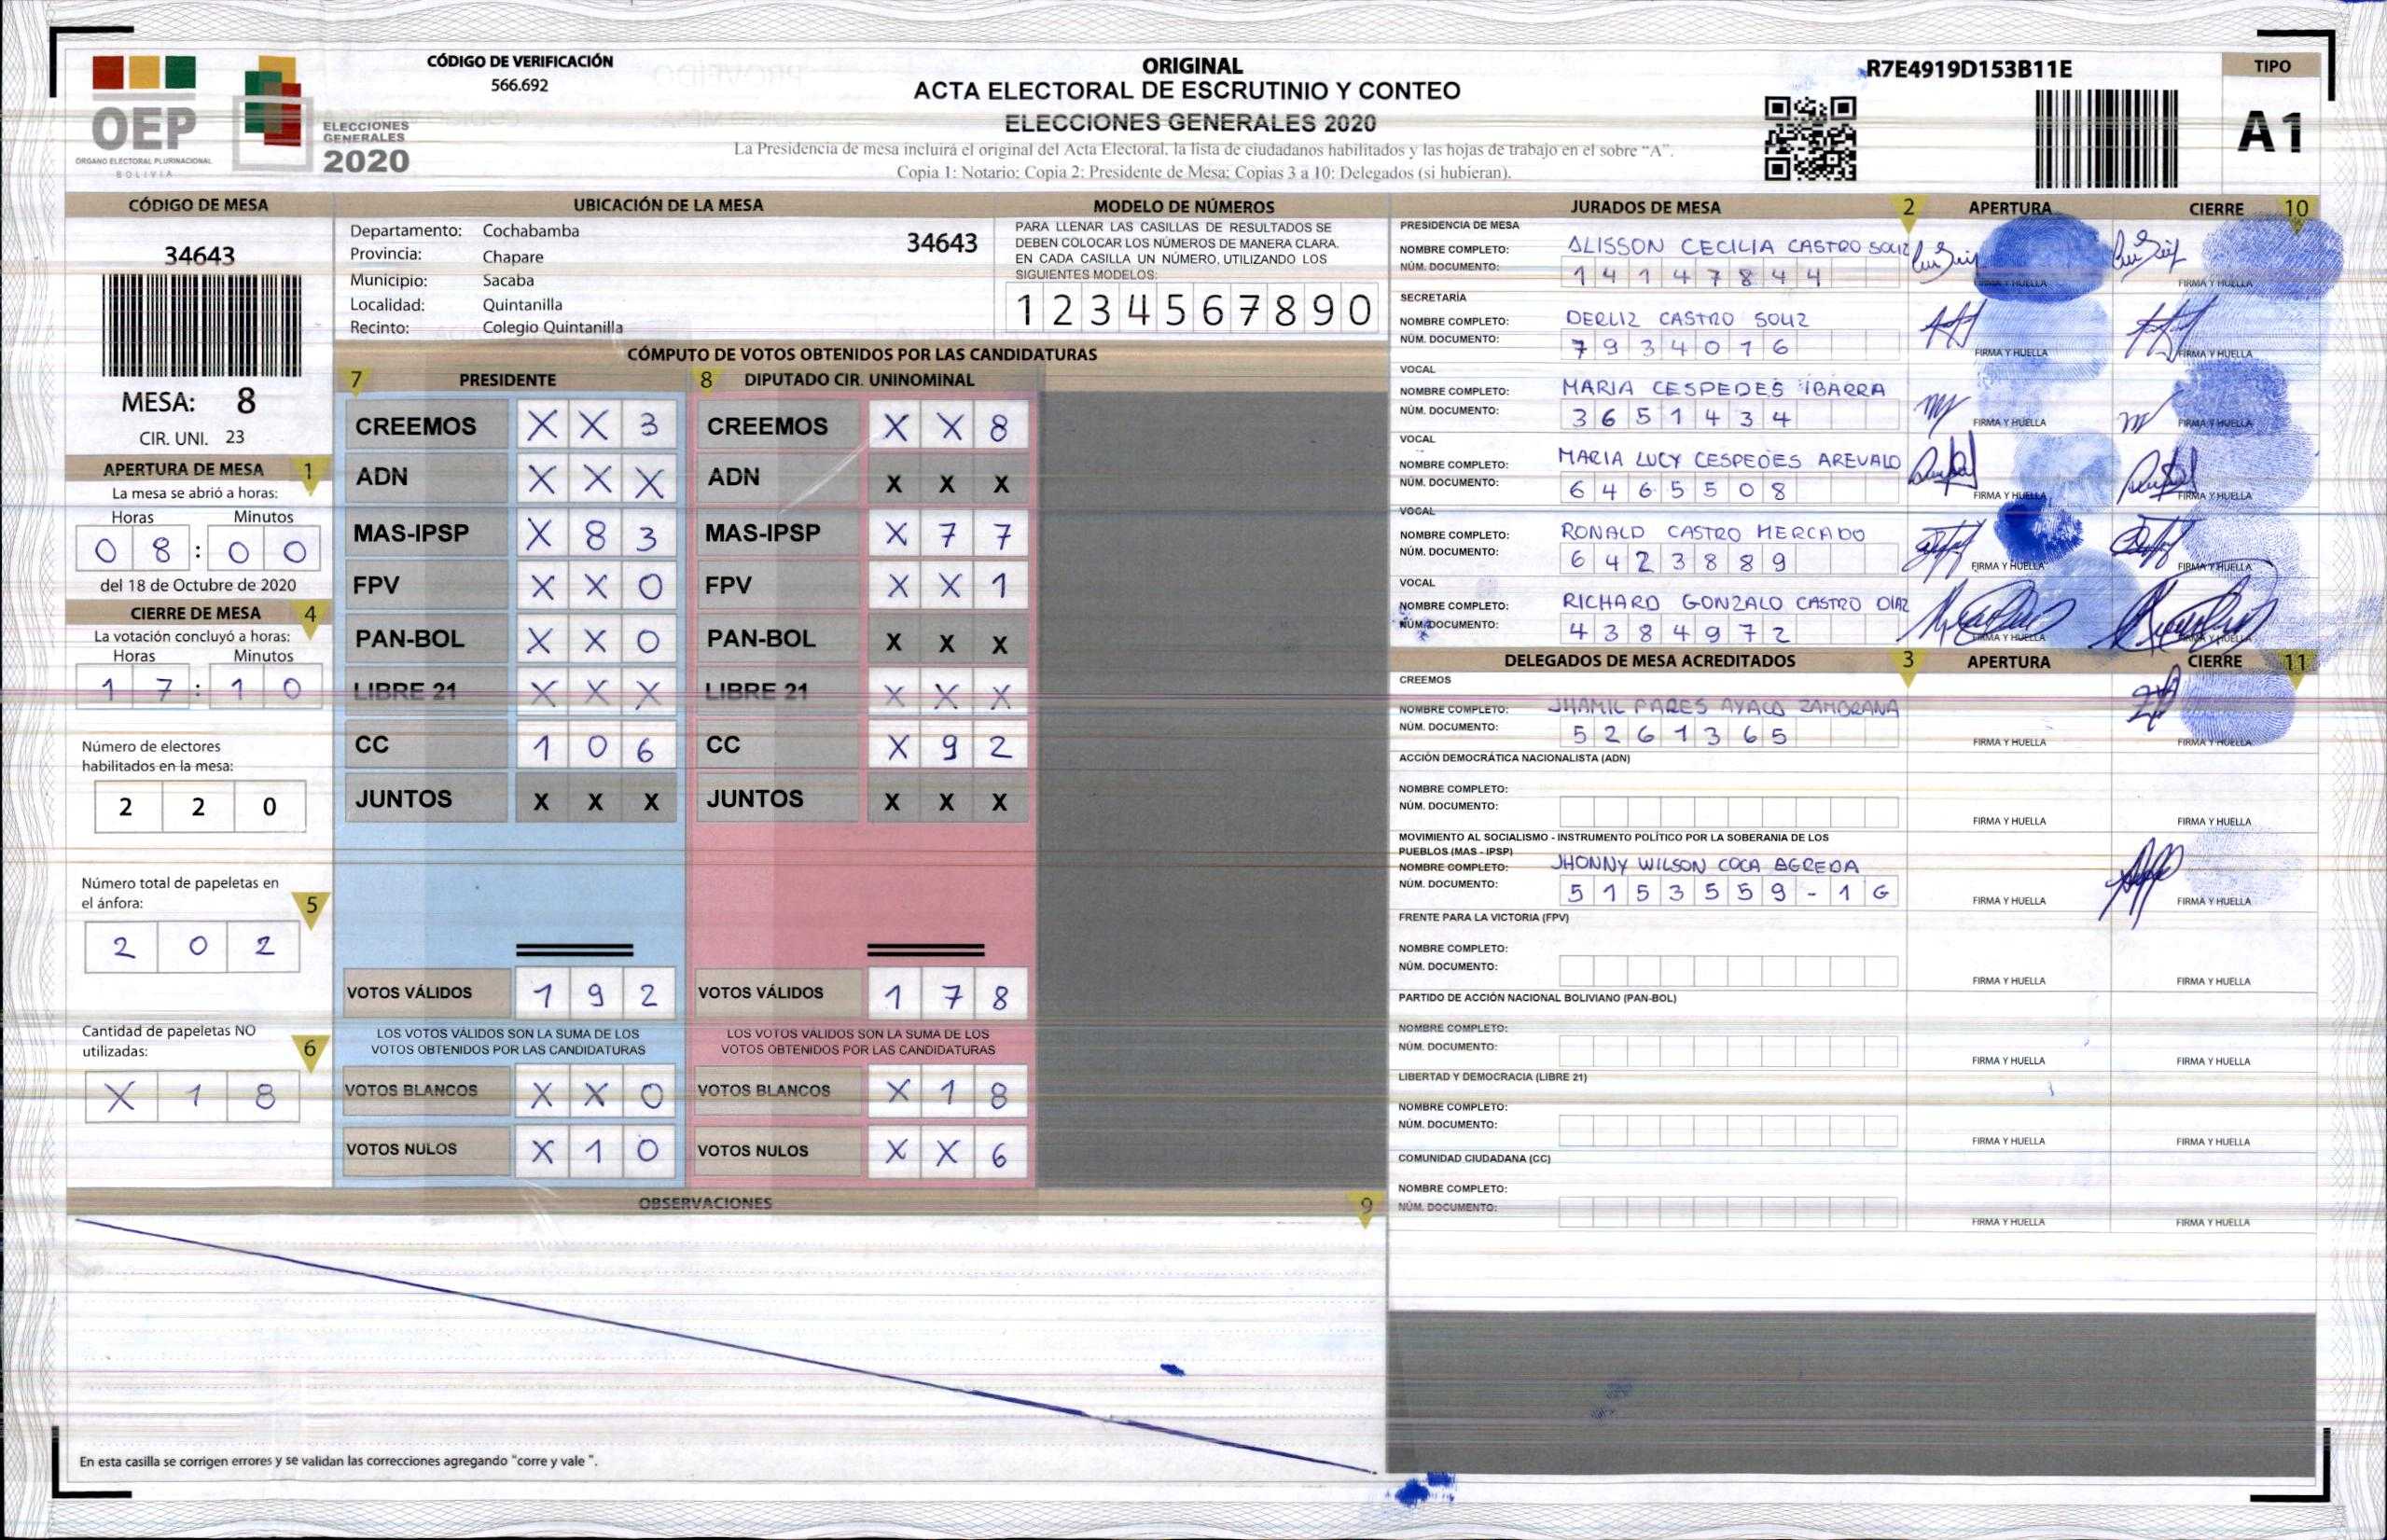 CÓDIGO DE VERIFICACIÓN
566.692
ORIGINAL
ACTA ELECTORAL DE ESCRUTINIO Y CONTEO
ELECCIONES GENERALES 2020
La Presidencia de mesa incluirá el original del Acta Electoral, la lista de ciudadanos habilitados y las hojas de trabajo en el sobre “A”.
Copia 1: Notario; Copia 2: Presidente de Mesa; Copias 3 a 10: Delegados (si hubieran).
R7E4919D153B11E
TIPO
A1
OEP
ÓRGANO ELECTORAL PLURINACIONAL
BOLIVIA
ELECCIONES
GENERALES
2020
CÓDIGO DE MESA
34643
MESA: 8
CIR. UNI. 23
APERTURA DE MESA 1
La mesa se abrió a horas:
Horas Minutos
0 8 : 0 0
del 18 de Octubre de 2020
CIERRE DE MESA 4
La votación concluyó a horas:
Horas Minutos
1 7 : 1 0
Número de electores
habilitados en la mesa:
2 2 0
Número total de papeletas en
el ánfora: 5
2 0 2
Cantidad de papeletas NO
utilizadas: 6
X 1 8
UBICACIÓN DE LA MESA
Departamento: Cochabamba
Provincia: Chapare
Municipio: Sacaba
Localidad: Quintanilla
Recinto: Colegio Quintanilla
34643
MODELO DE NÚMEROS
PARA LLENAR LAS CASILLAS DE RESULTADOS SE
DEBEN COLOCAR LOS NÚMEROS DE MANERA CLARA.
EN CADA CASILLA UN NÚMERO, UTILIZANDO LOS
SIGUIENTES MODELOS:
1 2 3 4 5 6 7 8 9 0
CÓMPUTO DE VOTOS OBTENIDOS POR LAS CANDIDATURAS
7 PRESIDENTE 8 DIPUTADO CIR. UNINOMINAL
CREEMOS X X 3 CREEMOS X X 8
ADN X X X ADN X X X
MAS-IPSP X 8 3 MAS-IPSP X 7 7
FPV X X 0 FPV X X 1
PAN-BOL X X 0 PAN-BOL X X X
LIBRE 21 X X X LIBRE 21 X X X
CC 1 0 6 CC X 9 2
JUNTOS X X X JUNTOS X X X
VOTOS VÁLIDOS 1 9 2 VOTOS VÁLIDOS 1 7 8
LOS VOTOS VÁLIDOS SON LA SUMA DE LOS LOS VOTOS VÁLIDOS SON LA SUMA DE LOS
VOTOS OBTENIDOS POR LAS CANDIDATURAS VOTOS OBTENIDOS POR LAS CANDIDATURAS
VOTOS BLANCOS X X 0 VOTOS BLANCOS X 1 8
VOTOS NULOS X 1 0 VOTOS NULOS X X 6
OBSERVACIONES 9
En esta casilla se corrigen errores y se validan las correcciones agregando "corre y vale ".
JURADOS DE MESA 2 APERTURA CIERRE 10
PRESIDENCIA DE MESA
NOMBRE COMPLETO: ALISSON CECILIA CASTRO SOLIZ
NÚM. DOCUMENTO: 1 4 1 4 7 8 4 4 FIRMA Y HUELLA FIRMA Y HUELLA
SECRETARÍA
NOMBRE COMPLETO: DERLIZ CASTRO SOLIZ
NÚM. DOCUMENTO: 7 9 3 4 0 1 6 FIRMA Y HUELLA FIRMA Y HUELLA
VOCAL
NOMBRE COMPLETO: MARIA CESPEDES IBARRA
NÚM. DOCUMENTO: 3 6 5 1 4 3 4 FIRMA Y HUELLA FIRMA Y HUELLA
VOCAL
NOMBRE COMPLETO: MARIA LUCY CESPEDES AREVALO
NÚM. DOCUMENTO: 6 4 6 5 5 0 8 FIRMA Y HUELLA FIRMA Y HUELLA
VOCAL
NOMBRE COMPLETO: RONALD CASTRO MERCADO
NÚM. DOCUMENTO: 6 4 2 3 8 8 9 FIRMA Y HUELLA FIRMA Y HUELLA
VOCAL
NOMBRE COMPLETO: RICHARD GONZALO CASTRO DIAZ
NÚM. DOCUMENTO: 4 3 8 4 9 7 2 FIRMA Y HUELLA FIRMA Y HUELLA
DELEGADOS DE MESA ACREDITADOS 3 APERTURA CIERRE 11
CREEMOS
NOMBRE COMPLETO: JHAMIL PARES AYALA ZAMBRANA
NÚM. DOCUMENTO: 5 2 6 1 3 6 5 FIRMA Y HUELLA FIRMA Y HUELLA
ACCIÓN DEMOCRÁTICA NACIONALISTA (ADN)
NOMBRE COMPLETO:
NÚM. DOCUMENTO: FIRMA Y HUELLA FIRMA Y HUELLA
MOVIMIENTO AL SOCIALISMO - INSTRUMENTO POLÍTICO POR LA SOBERANIA DE LOS
PUEBLOS (MAS - IPSP)
NOMBRE COMPLETO: JHONNY WILSON COCA AGREDA
NÚM. DOCUMENTO: 5 1 5 3 5 5 9 - 1 G FIRMA Y HUELLA FIRMA Y HUELLA
FRENTE PARA LA VICTORIA (FPV)
NOMBRE COMPLETO:
NÚM. DOCUMENTO: FIRMA Y HUELLA FIRMA Y HUELLA
PARTIDO DE ACCIÓN NACIONAL BOLIVIANO (PAN-BOL)
NOMBRE COMPLETO:
NÚM. DOCUMENTO: FIRMA Y HUELLA FIRMA Y HUELLA
LIBERTAD Y DEMOCRACIA (LIBRE 21)
NOMBRE COMPLETO:
NÚM. DOCUMENTO: FIRMA Y HUELLA FIRMA Y HUELLA
COMUNIDAD CIUDADANA (CC)
NOMBRE COMPLETO:
NÚM. DOCUMENTO: FIRMA Y HUELLA FIRMA Y HUELLA